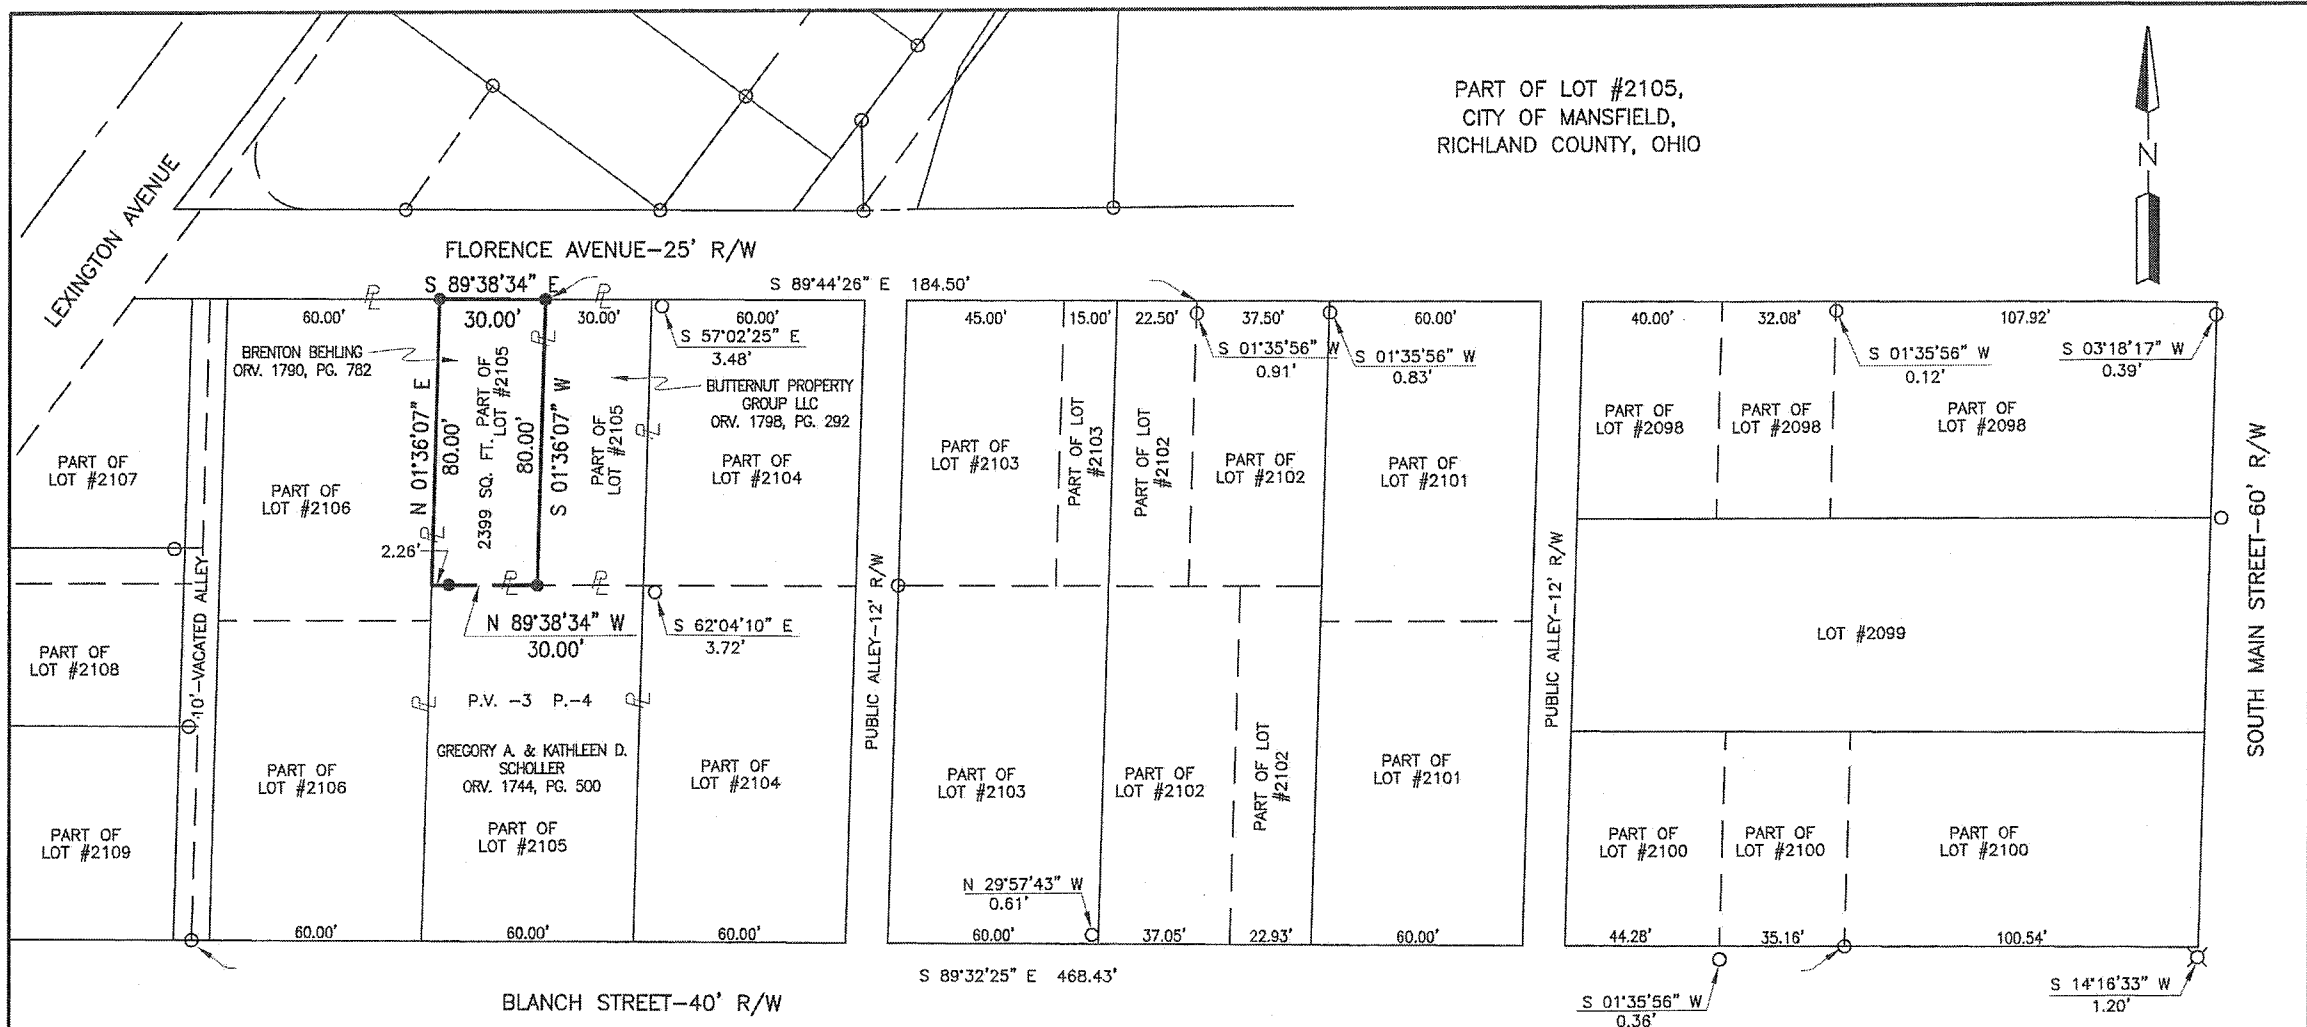 PART OF LOT #2105,
CITY OF MANSFIELD,
RICHLAND COUNTY, OHIO
N
LEXINGTON AVENUE
FLORENCE AVENUE-25' R/W
S 89°38'34" E
30.00'
S 89°44'26" E 184.50'
PL
PL
60.00'
30.00'
60.00'
45.00'
15.00'
22.50'
37.50'
60.00'
40.00'
32.08'
107.92'
S 57°02'25" E
3.48'
S 01°35'56" W
0.91'
S 01°35'56" W
0.83'
S 01°35'56" W
0.12'
S 03°18'17" W
0.39'
BRENTON BEHLING
ORV. 1790, PG. 782
BUTTERNUT PROPERTY
GROUP LLC
ORV. 1798, PG. 292
N 01°36'07" E
80.00'
2399 SQ. FT.
PART OF
LOT #2105
80.00'
S 01°36'07" W
PL
PART OF
LOT #2105
PL
PART OF
LOT #2107
PART OF
LOT #2106
PART OF
LOT #2104
PART OF
LOT #2103
PART OF LOT
#2103
PART OF LOT
#2102
PART OF
LOT #2102
PART OF
LOT #2101
PART OF
LOT #2098
PART OF
LOT #2098
PART OF
LOT #2098
SOUTH MAIN STREET-60' R/W
PL
2.26'
PL
PL
N 89°38'34" W
30.00'
S 62°04'10" E
3.72'
10'-VACATED ALLEY
PUBLIC ALLEY-12' R/W
PUBLIC ALLEY-12' R/W
LOT #2099
PART OF
LOT #2108
PL
P.V. -3 P.-4
PL
GREGORY A. & KATHLEEN D.
SCHOLLER
ORV. 1744, PG. 500
PART OF
LOT #2105
PART OF
LOT #2109
PART OF
LOT #2106
PART OF
LOT #2104
PART OF
LOT #2103
PART OF
LOT #2102
PART OF LOT
#2102
PART OF
LOT #2101
PART OF
LOT #2100
PART OF
LOT #2100
PART OF
LOT #2100
N 29°57'43" W
0.61'
60.00'
60.00'
60.00'
60.00'
37.05'
22.93'
60.00'
44.28'
35.16'
100.54'
S 89°32'25" E 468.43'
BLANCH STREET-40' R/W
S 01°35'56" W
0.36'
S 14°16'33" W
1.20'